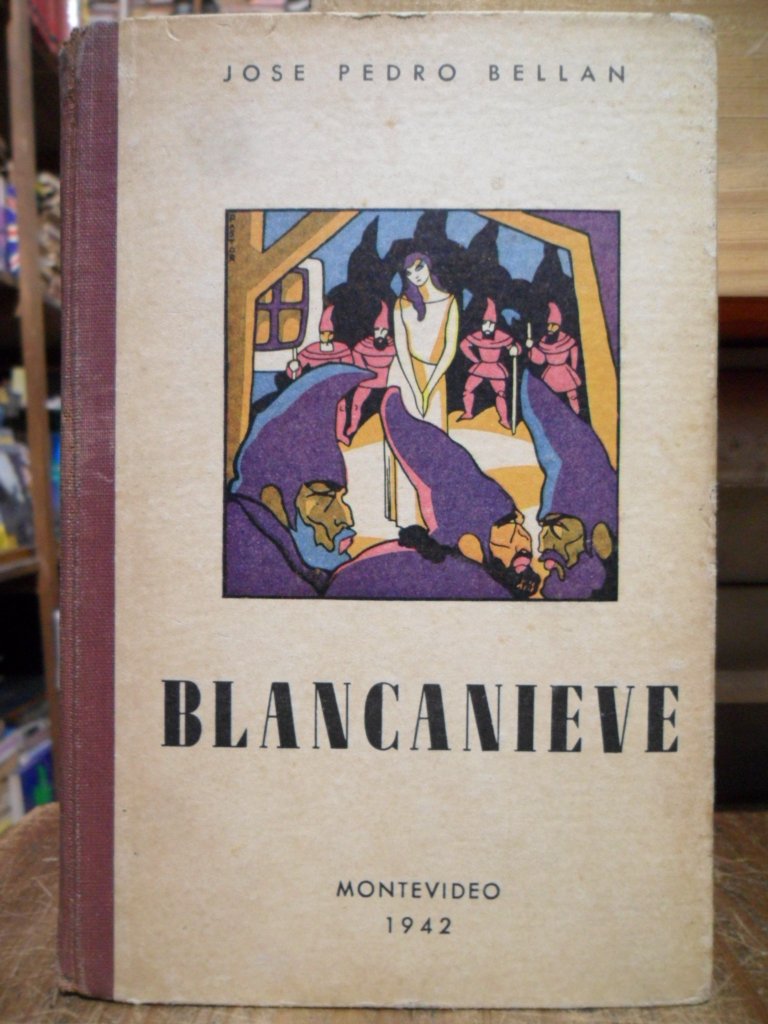 JOSE PEDRO BELLAN
BLANCANIEVE
MONTEVIDEO
1942